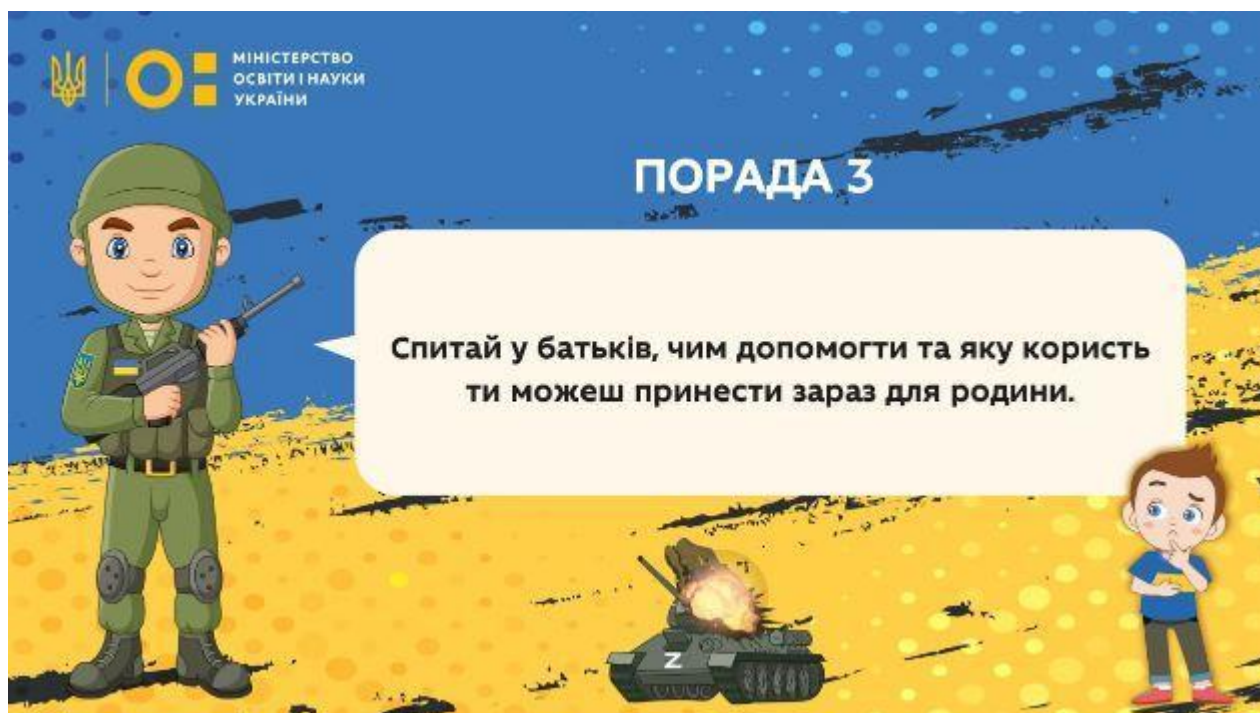 МІНІСТЕРСТВО
ОСВІТИ І НАУКИ
УКРАЇНИ
ПОРАДА 3
Спитай у батьків, чим допомогти та яку користь
ти можеш принести зараз для родини.
Z